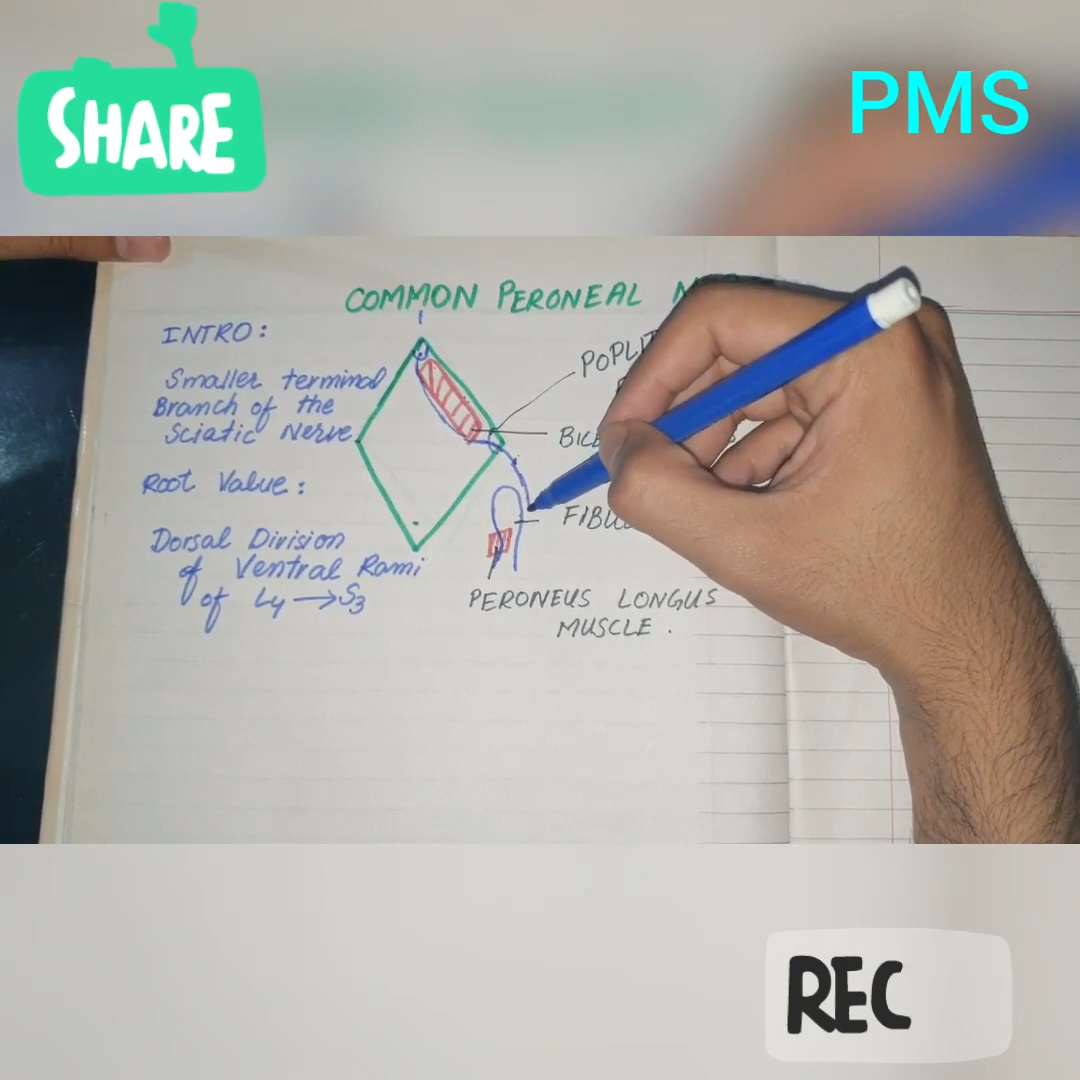 SHARE
PMS
COMMON PERONEAL
INTRO:
Smaller terminal
Branch of the
Sciatic Nerve
Root Value:
Dorsal Division
of Ventral Rami
of L4 → S3
PERONEUS LONGUS
MUSCLE.
REC